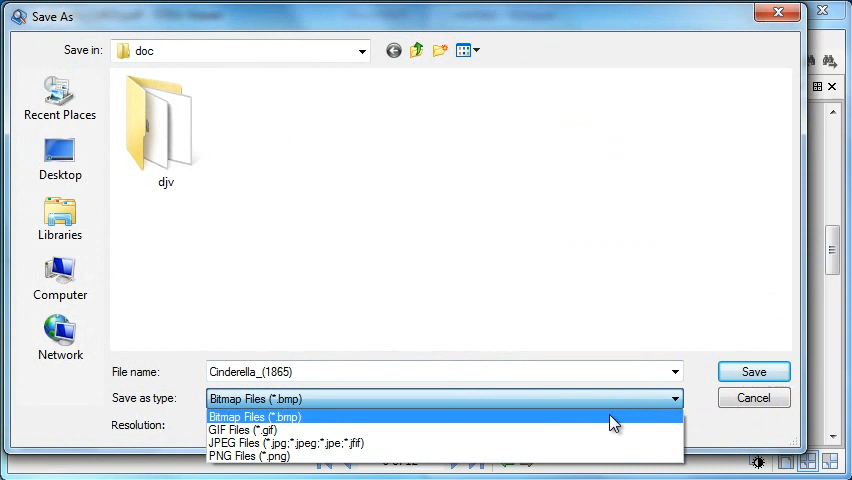 Save As
Save in:
doc
Recent Places
Desktop
Libraries
Computer
Network
djv
File name:
Cinderella_(1865)
Save
Save as type:
Bitmap Files (*.bmp)
Cancel
Bitmap Files (*.bmp)
Resolution:
GIF Files (*.gif)
JPEG Files (*.jpg;*.jpeg;*.jpe;*.jfif)
PNG Files (*.png)